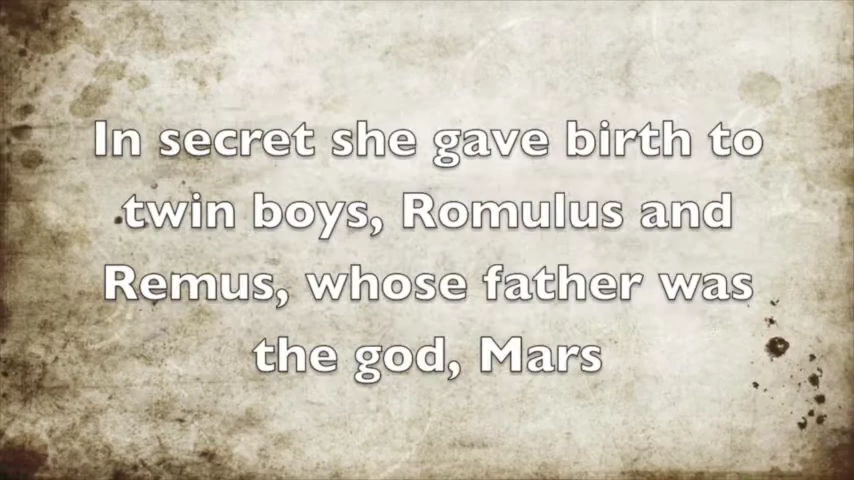 In secret she gave birth to
twin boys, Romulus and
Remus, whose father was
the god, Mars